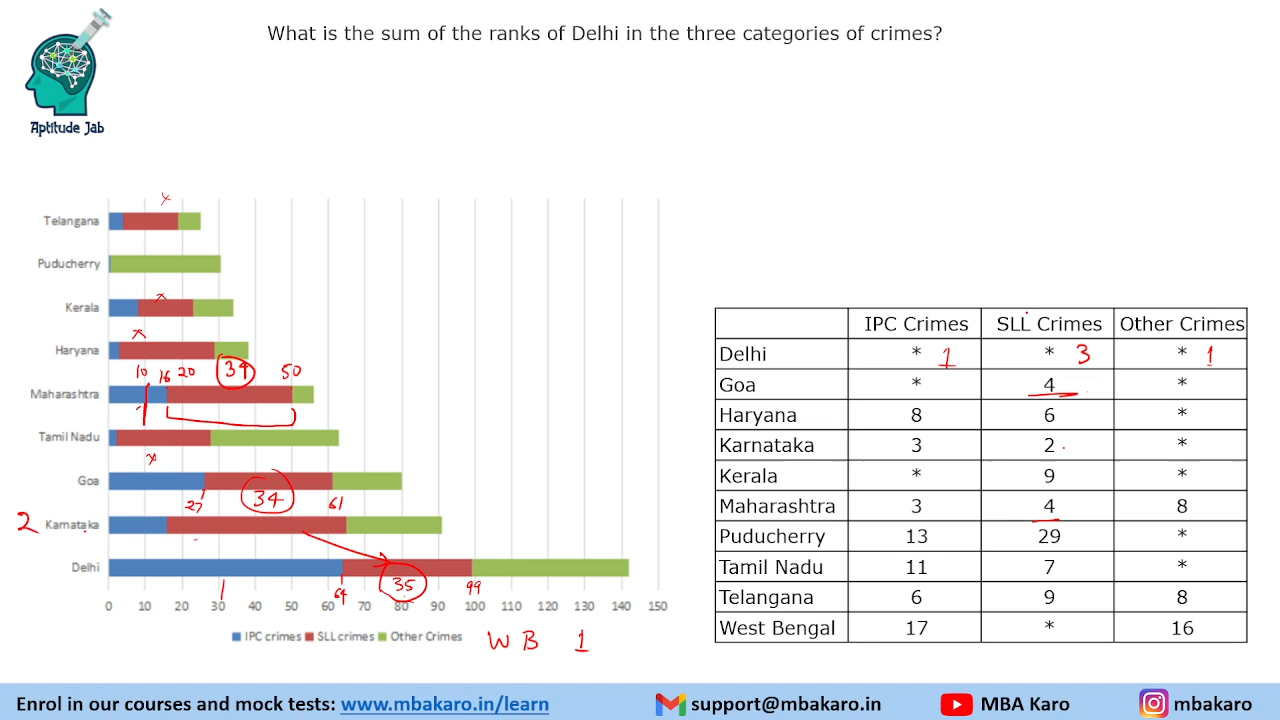 What is the sum of the ranks of Delhi in the three categories of crimes?
Aptitude Jab
Telangana
Puducherry
Kerala
Haryana
Maharashtra
Tamil Nadu
Goa
Karnataka
Delhi
10 16 20 34 50
27 34 61
2
64 35 99
1
0 10 20 30 40 50 60 70 80 90 100 110 120 130 140 150
IPC crimes SLL crimes Other Crimes
W B 1
IPC Crimes SLL Crimes Other Crimes
Delhi * 1 * 3 * 1
Goa * 4 *
Haryana 8 6 *
Karnataka 3 2 *
Kerala * 9 *
Maharashtra 3 4 8
Puducherry 13 29 *
Tamil Nadu 11 7 *
Telangana 6 9 8
West Bengal 17 * 16
Enrol in our courses and mock tests: www.mbakaro.in/learn support@mbakaro.in MBA Karo mbakaro